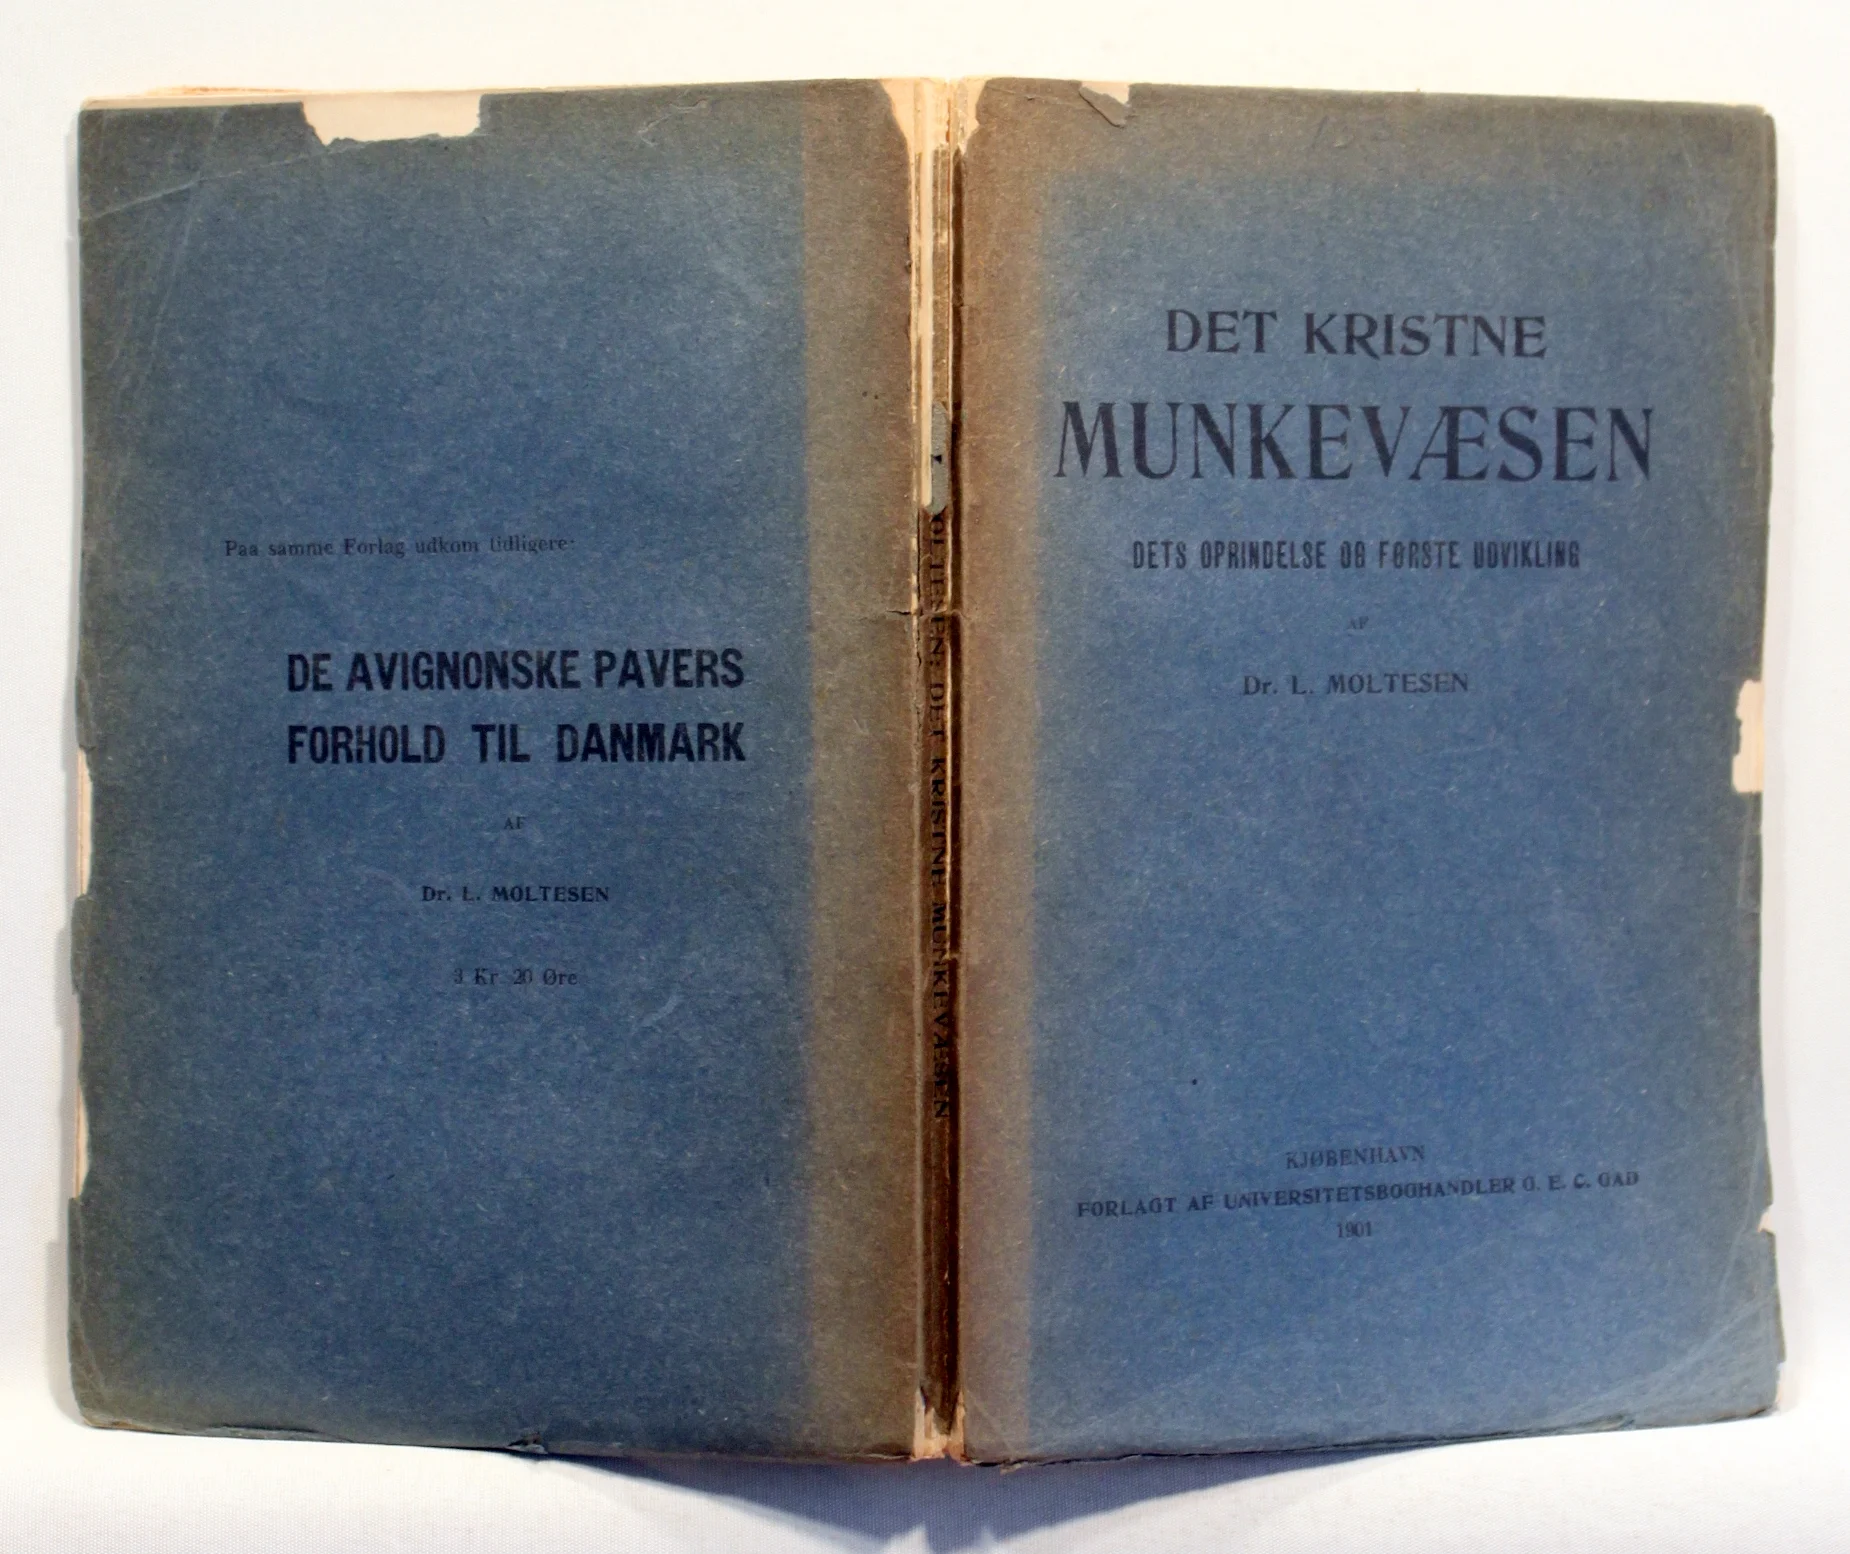 Paa samme Forlag udkom tidligere:
DE AVIGNONSKE PAVERS
FORHOLD TIL DANMARK
AF
Dr. L. MOLTESEN
3 Kr 20 Øre
MOLTESEN: DET KRISTNE MUNKEVÆSEN
DET KRISTNE
MUNKEVÆSEN
DETS OPRINDELSE OG FØRSTE UDVIKLING
AF
Dr. L. MOLTESEN
KJØBENHAVN
FORLAGT AF UNIVERSITETSBOGHANDLER G. E. C. GAD
1901